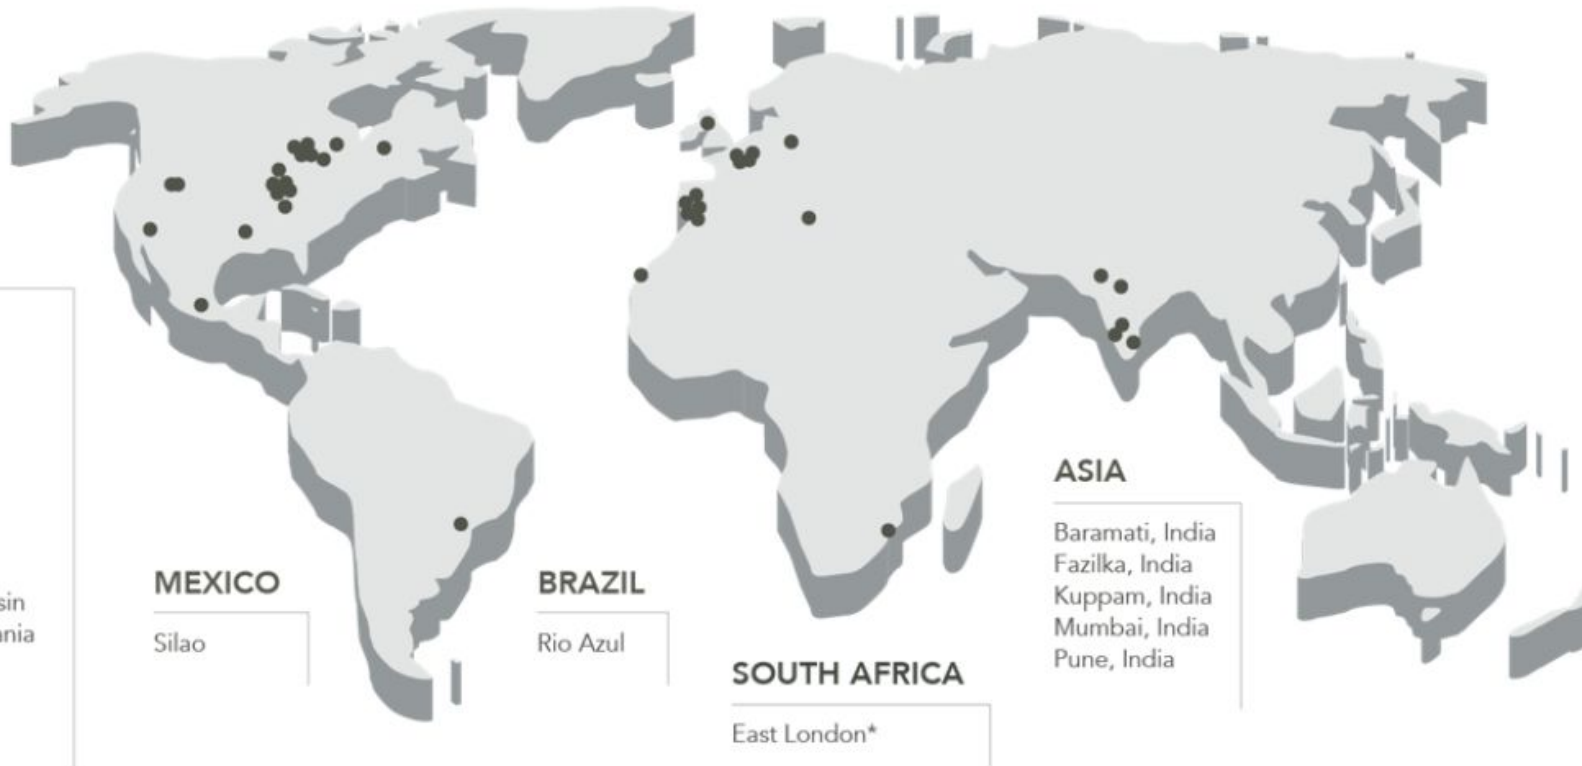 sin
nia
MEXICO
Silao
BRAZIL
Rio Azul
SOUTH AFRICA
East London*
ASIA
Baramati, India
Fazilka, India
Kuppam, India
Mumbai, India
Pune, India